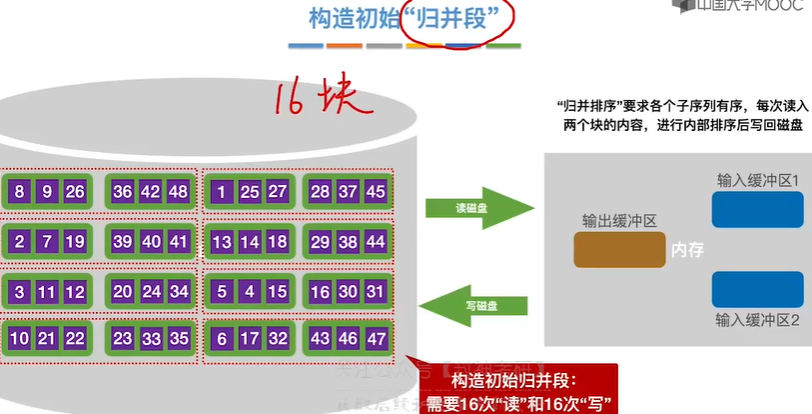 中国大学MOOC
构造初始“归并段”
16块
“归并排序”要求各个子序列有序，每次读入
两个块的内容，进行内部排序后写回磁盘
8 9 26 36 42 48 1 25 27 28 37 45
2 7 19 39 40 41 13 14 18 29 38 44
3 11 12 20 24 34 5 4 15 16 30 31
10 21 22 23 33 35 6 17 32 43 46 47
读磁盘
写磁盘
输入缓冲区1
输出缓冲区
内存
输入缓冲区2
构造初始归并段：
需要16次“读”和16次“写”